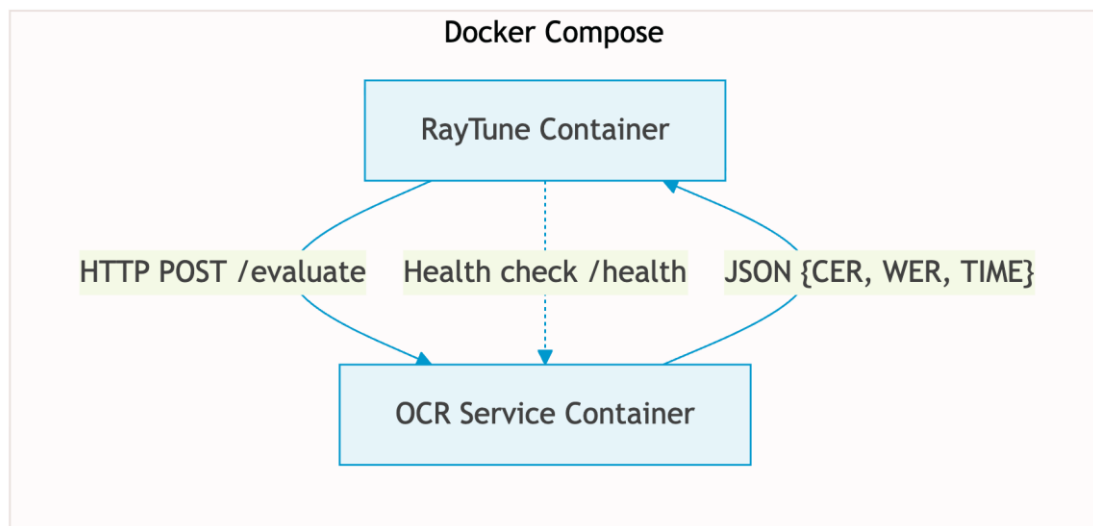 Docker Compose
RayTune Container
HTTP POST /evaluate
Health check /health
JSON {CER, WER, TIME}
OCR Service Container